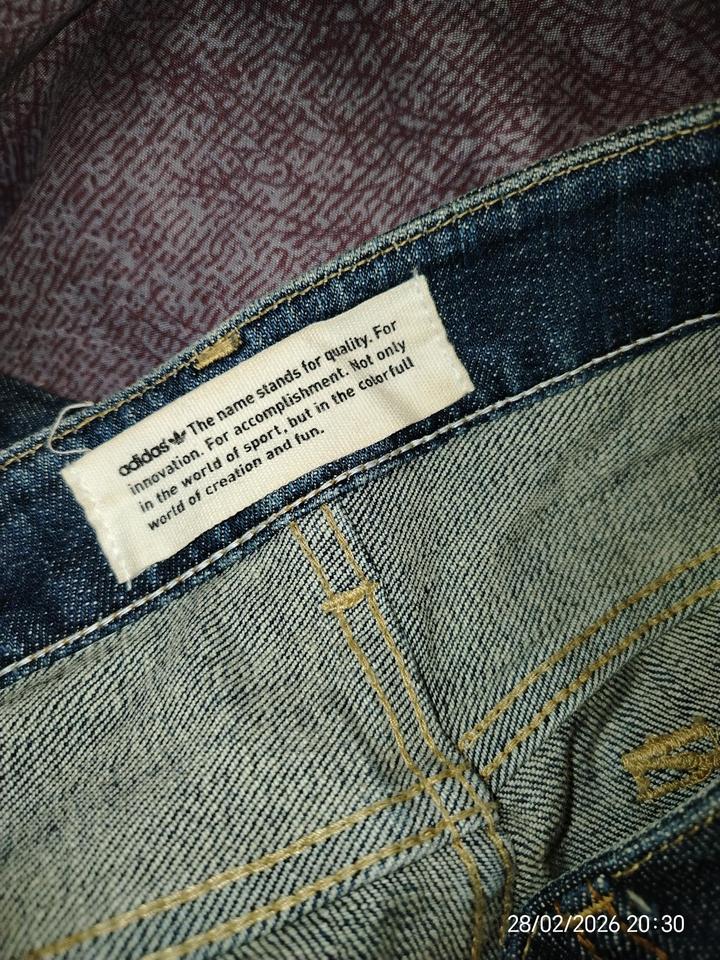 adidas The name stands for quality. For
innovation. For accomplishment. Not only
in the world of sport, but in the colorfull
world of creation and fun.
28/02/2026 20:30